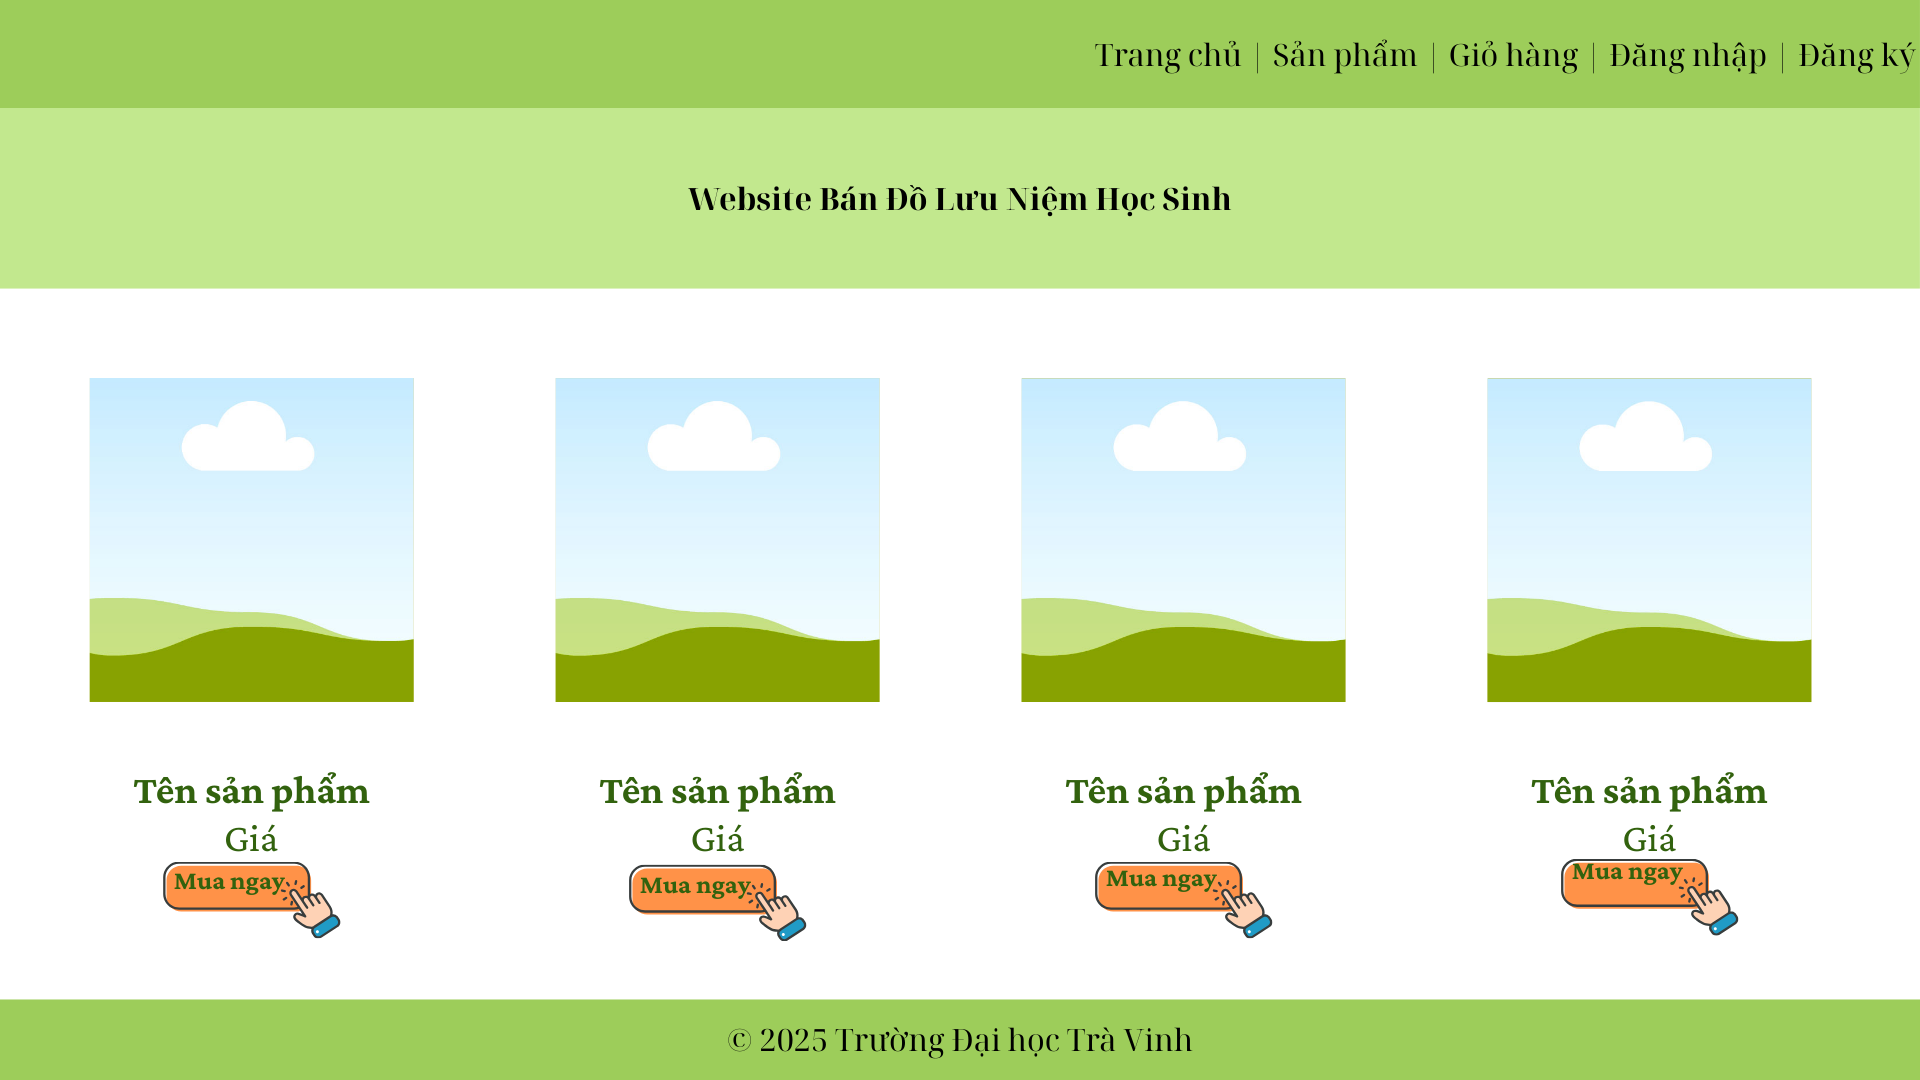 Trang chủ | Sản phẩm | Giỏ hàng | Đăng nhập | Đăng ký
Website Bán Đồ Lưu Niệm Học Sinh
Tên sản phẩm
Giá
Mua ngay
Tên sản phẩm
Giá
Mua ngay
Tên sản phẩm
Giá
Mua ngay
Tên sản phẩm
Giá
Mua ngay
© 2025 Trường Đại học Trà Vinh